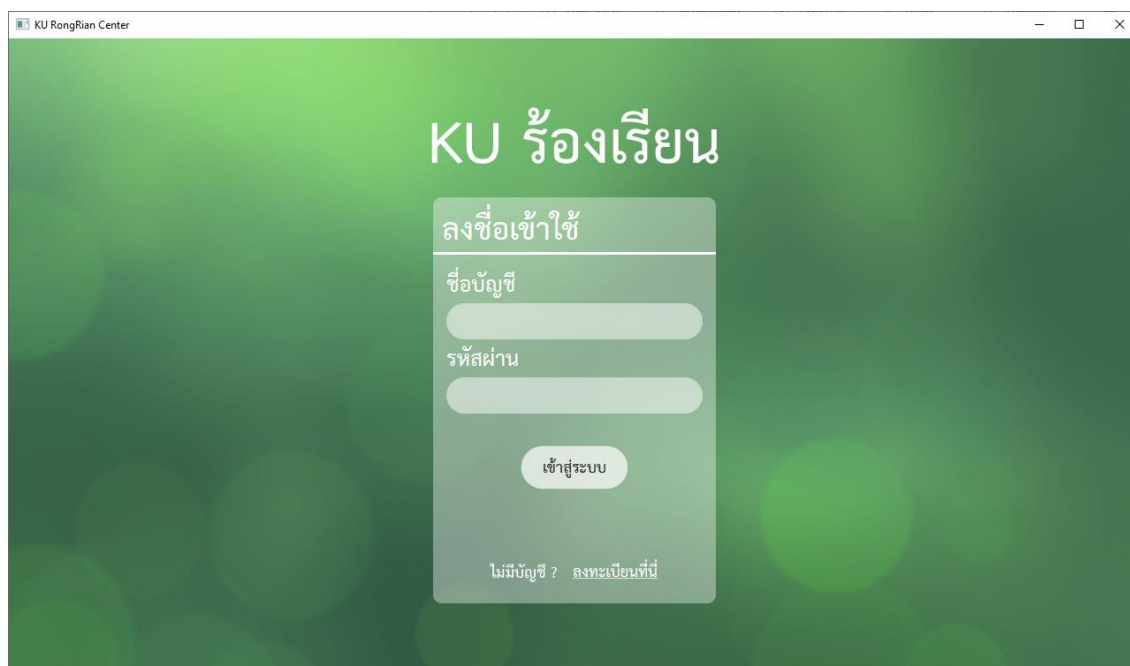 KU RongRian Center
KU ร้องเรียน
ลงชื่อเข้าใช้
ชื่อบัญชี
รหัสผ่าน
เข้าสู่ระบบ
ไม่มีบัญชี ? ลงทะเบียนที่นี่